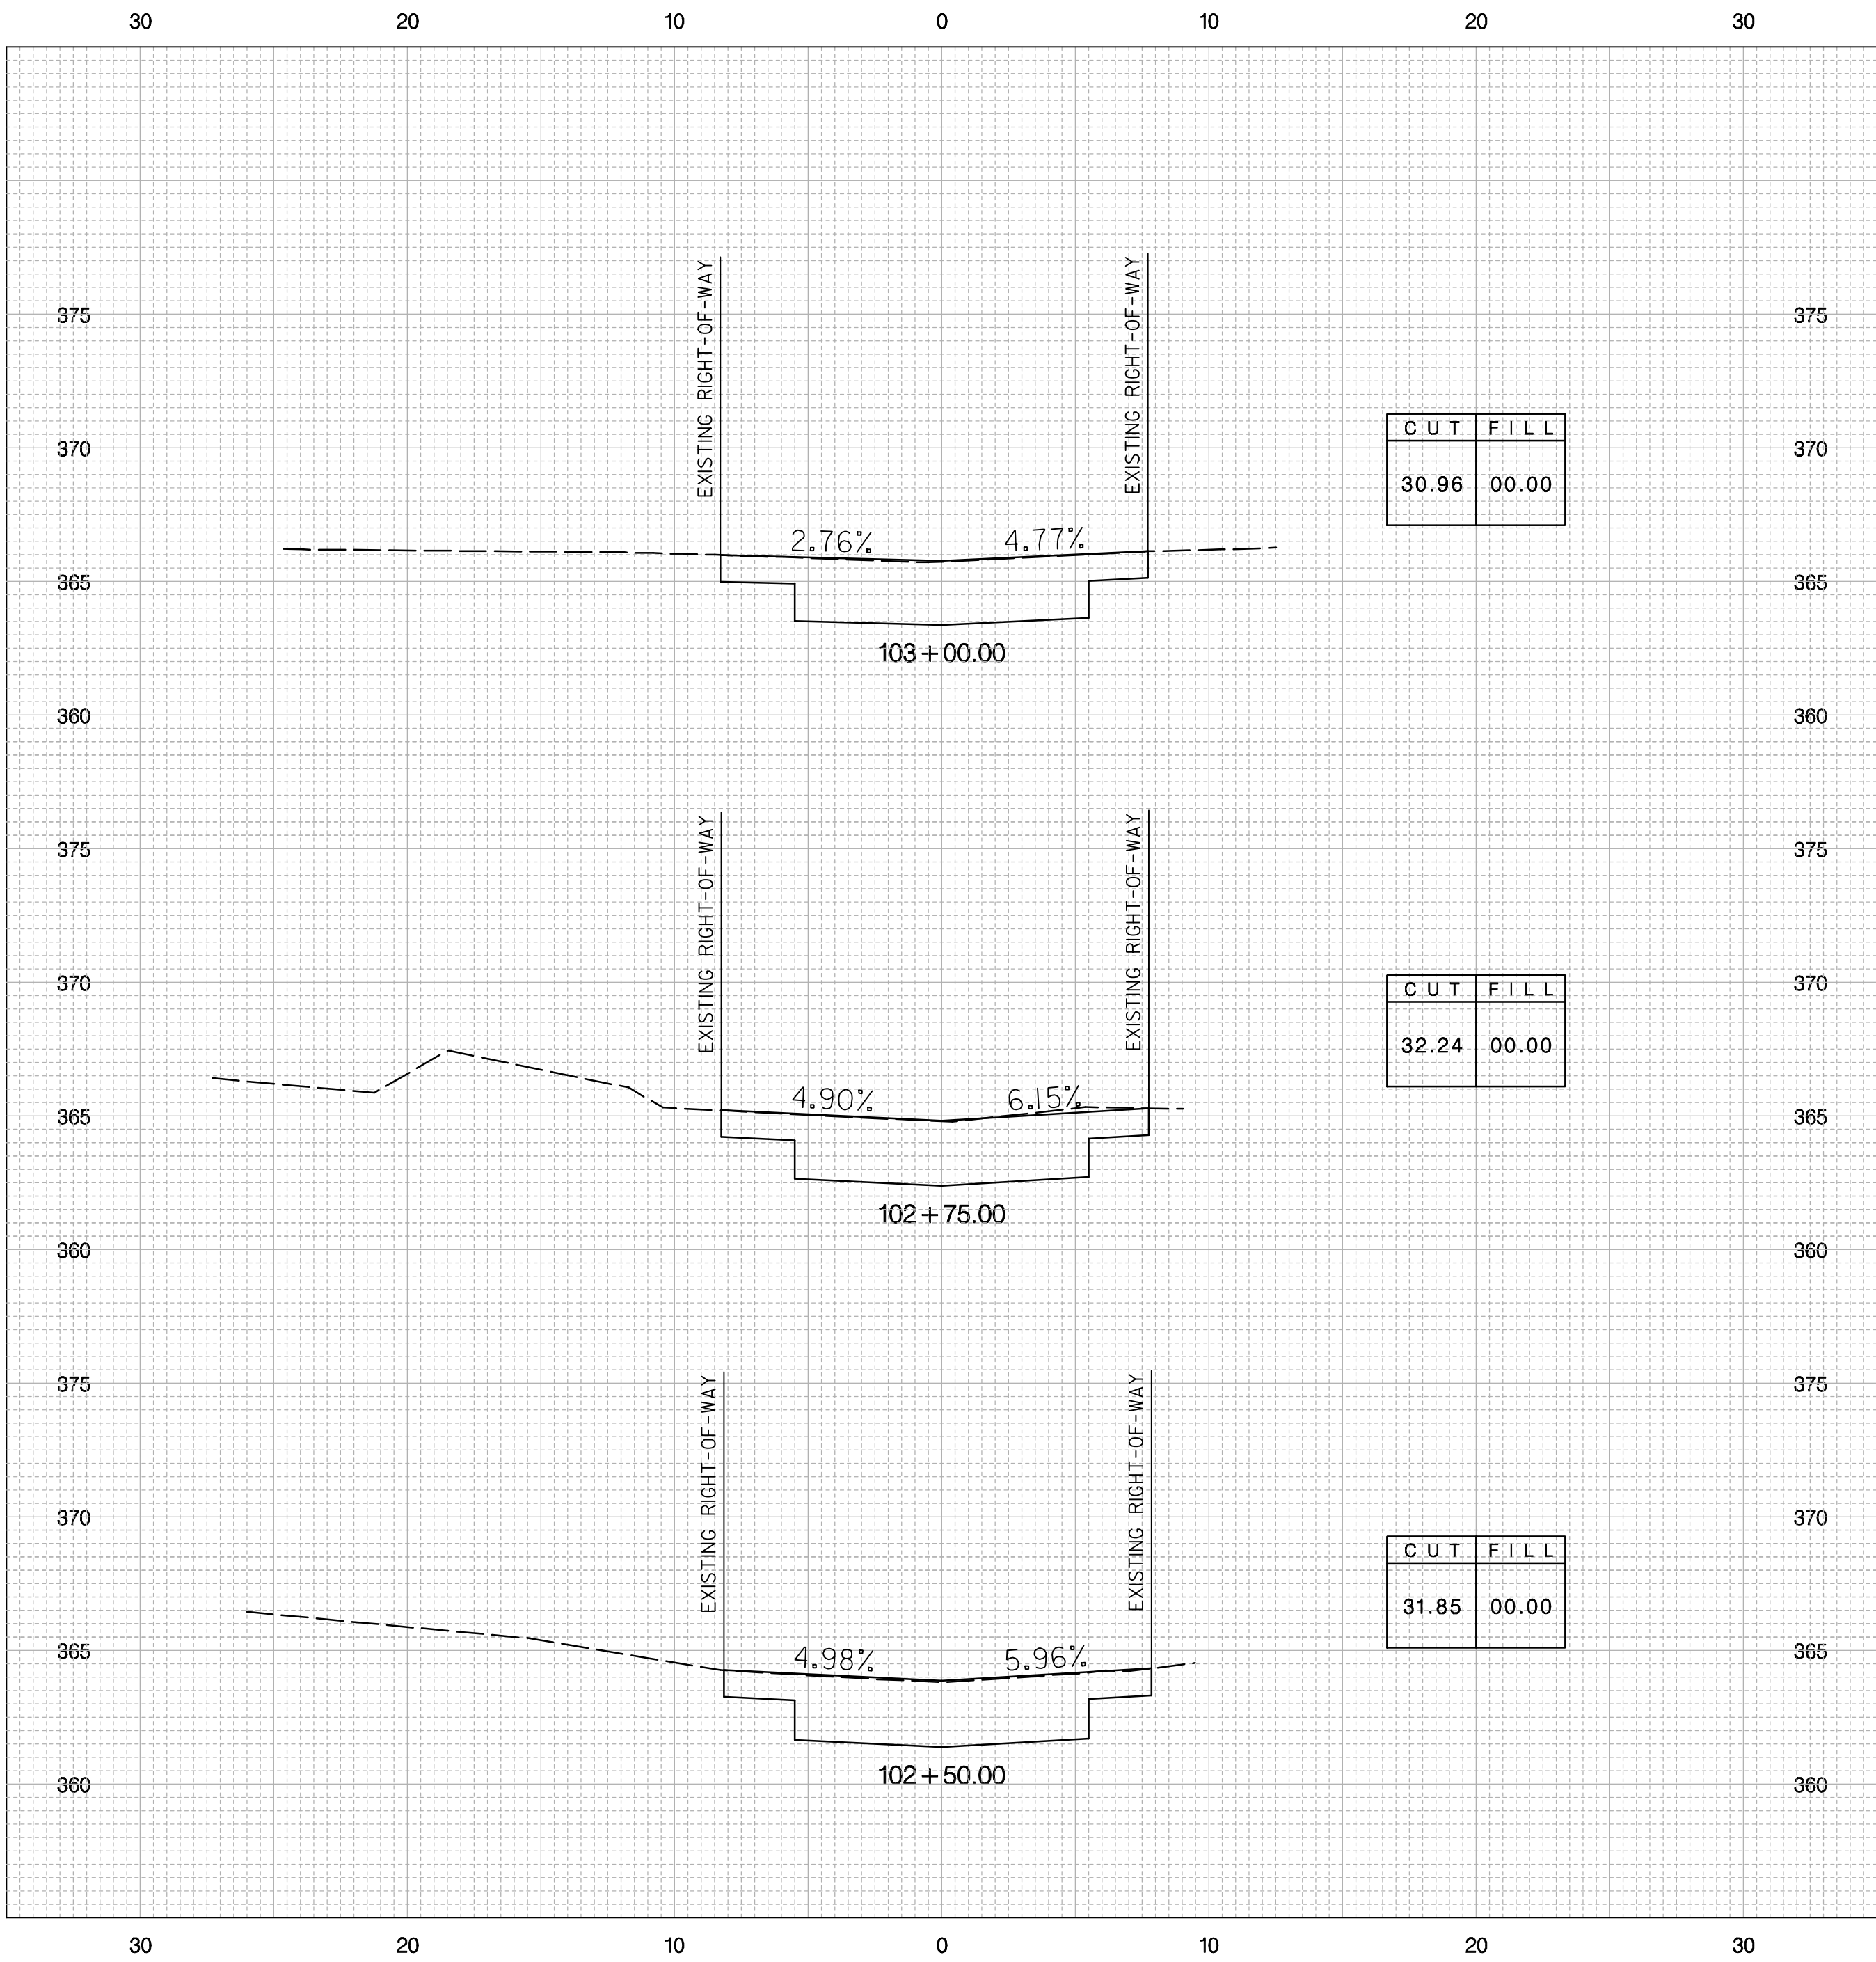 30 20 10 0 10 20 30
EXISTING RIGHT-OF-WAY
EXISTING RIGHT-OF-WAY
375 375
CUT FILL
370 370
30.96 00.00
2.76% 4.77%
365 365
103+00.00
360 360
EXISTING RIGHT-OF-WAY
EXISTING RIGHT-OF-WAY
375 375
370 370
CUT FILL
32.24 00.00
4.90% 6.15%
365 365
102+75.00
360 360
EXISTING RIGHT-OF-WAY
EXISTING RIGHT-OF-WAY
375 375
370 370
CUT FILL
31.85 00.00
365 365
4.98% 5.96%
102+50.00
360 360
30 20 10 0 10 20 30